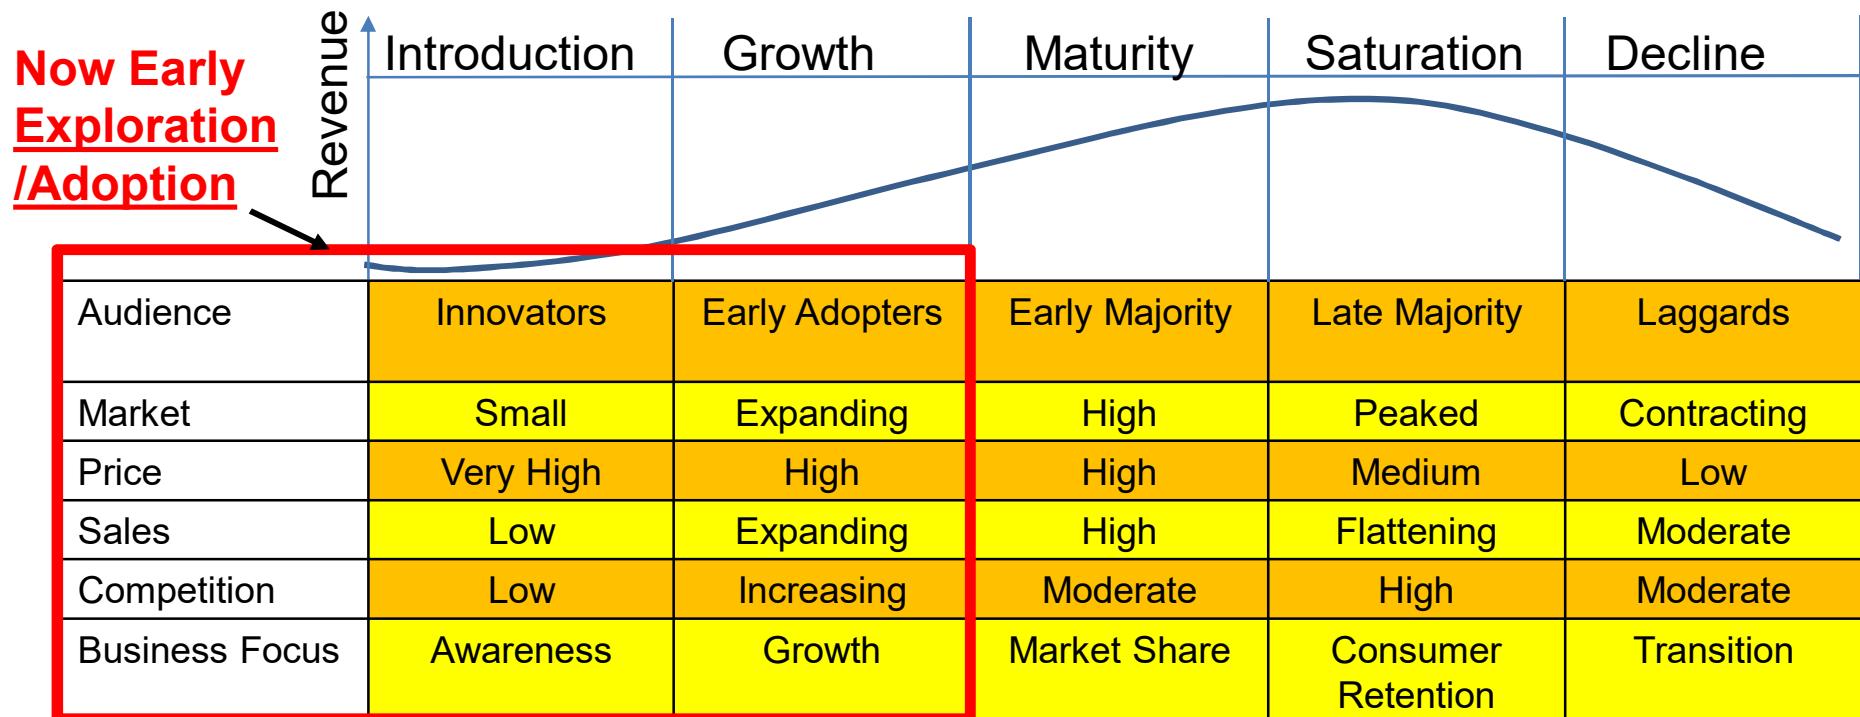 Now Early
Exploration
/Adoption
Revenue
Introduction Growth Maturity Saturation Decline
Audience Innovators Early Adopters Early Majority Late Majority Laggards
Market Small Expanding High Peaked Contracting
Price Very High High High Medium Low
Sales Low Expanding High Flattening Moderate
Competition Low Increasing Moderate High Moderate
Business Focus Awareness Growth Market Share Consumer Transition
Retention